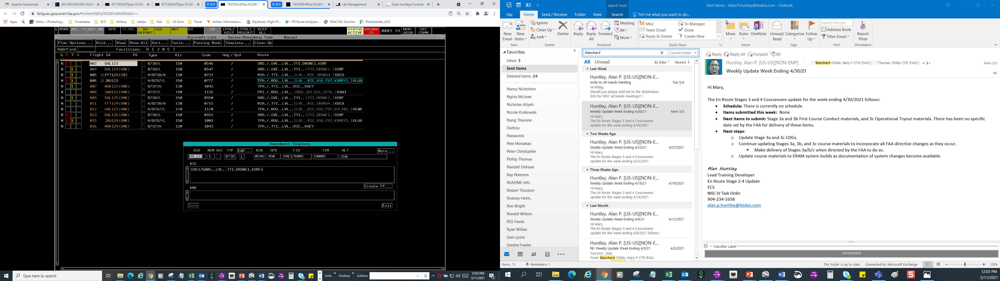 Apache Guacamole
451/MCG:MCWS:10.245
471/SDS:ATSpec:10.245.
477/SDS:ATSpec:10.245.
D-S21
762/DVu:DPos:10.245.1
R-S21
763/RPD:RPos:10.245.1
Lab Management
Guac huntleya Console
tb3guac.gwp.eram.faa.gov/#/client/MjYyODQAYwBteXNxbA==
Apps
Q
Gibiru – Protecting...
Timesheets
ECS
Military
Leidos
FAA
US Govt
Travel
AirNav: Information...
SkyVector: Flight Pl...
IFR Route Analyzer...
FRAC SSL Solution
Photoshelter_AOC
MORE ACL 12 DEP 00 GPD PLANS WX REPORT SIG NOT GI UA CPDLC HIST CPDLC MSGOUT KEEP ALL STATUS ACTIVE OUTAGE 21 0003 34 NON-ADSB SAT COMM
Aircraft List Sector/Boundary Time Manual
Plan Options... Hold... Show Show All Sort... Tools... Posting Mode Template... Clean Up
Add/Find Facilities: B I J N C T
R Y A Flight Id PA Type Alt Code Hdg / Spd Route
N 1 002 DAL123 B738/L 150 0546 / ORD./.GVE..LVL..TYI.DRONE1.KORF
N 1 004 DAL124(UNK) B738/L 150 0547 / ORD./.GVE..LVL..TYI..[TYI.DRONE1.]KORF
N 1 005 FFT123(28) H/B738/A 130 0714 / MIA./.TYI..LVL..[LVL..RIC.IRONS4.]KDCA
N 1 1 006 JBU123 H/B767/L 150 0777 / TPA./.RDU..LVL..[LVL..RIC.V16.PXT.KORRY3.]KLGA
N 1 007 NHK123(UNK) B737/A 130 1042 / TPA./.TYI..LVL..RIC..KACY
N 008 SWA123(UNK) B737/L 190 1126 / PBI./.RDU..LVL..[RDU.J52.RIC.OTT6.]KBWI
N 1 009 DAL125(UNK) B738/L 150 0550 / ORD./.GVE..LVL..TYI..[TYI.DRONE1.]KORF
N 011 FFT124(UNK) H/B738/A 130 0715 / MIA./.TYI..LVL..[LVL..RIC.IRONS4.]KDCA
N 012 UAL123(UNK) H/B767/L 170 1170 / TPA./.RDU..LVL..[LVL..RIC.V16.PXT.DYLIN2.]KEWR
N 1 013 DAL126(UNK) B738/L 150 0551 / ORD./.GVE..LVL..TYI..[TYI.DRONE1.]KORF
N 1 1 015 JBU124(UNK) H/B767/L 150 1001 / TPA./.RDU..LVL..[LVL..RIC.V16.PXT.KORRY3.]KLGA
N 016 NHK124(UNK) B737/A 130 1043 / TPA./.TYI..LVL..RIC..KACY
Amendment Template
AID NUM SAI TYP EQP... BCN SPD FIX TIM ALT More...
DAL123 1 B738 L 0546 450 GVE176005 E0002 150
RTE
GVE176005..LVL..TYI.DRONE1.KORF↓
Create FP...
RMK
Send Exit
Type here to search
Links » Desktop » Address
12:03 PM
5/11/2021
2
Search Tools
Sent Items - Alan.P.Huntley@leidos.com - Outlook
File Home Send / Receive Folder View Search Tell me what you want to do...
New Email
New Items
New
Ignore
Clean Up
Junk
Delete
Delete
Reply
Reply All
Forward
Meeting
IM
More
Respond
Misc
Team Email
Reply & Delete
To Manager
Done
Create New
Quick Steps
Move
Rules
OneNote
Move
Unread/ Read
Categorize
Follow Up
Tags
Search People
Address Book
Filter Email
Find
Report Phish
PhishAlarm
Favorites
Inbox 5
Sent Items
Deleted Items 24
Nancy Nicholson
Ngina McLean
Nicholas Atiyeh
Nicole Korkowski
Nung Thavone
Outbox
Passwords
Pete Monahan
Peter Christopher
Phillip Thomas
Randall Dehaan
Ray Peterson
README Info
Robert Thurston
Rodney Helm,
Ron Bright
Ronald Wilson
RSS Feeds
Ryan Willan
Sam Lyons
Sandra Fowler
blanchard
Current Folder
All Unread By Date Newest ↓
Last Week
Huntley, Alan P. [US-US][NON-E...
Invite to All Hands Meeting Tue 5/4
Hi Phillip,
Would you please add me to the distribution
lists for NISC all hands meetings? I
Huntley, Alan P. [US-US][NON-E...
Weekly Update Week Ending 4/30/21 Mon 5/3
Hi Mary,
The En Route Stages 3 and 4 Courseware
update for the week ending 4/30/2021
Two Weeks Ago
Huntley, Alan P. [US-US][NON-E...
Weekly Update Week Ending 4/23/21 4/27/2021
Hi Mary,
The En Route Stages 3 and 4 Courseware
update for the week ending 4/23/2021
Three Weeks Ago
Huntley, Alan P. [US-US][NON-E...
Weekly Update Week Ending 4/16/21 4/19/2021
Hi Mary,
The En Route Stages 3 and 4 Courseware
update for the week ending 4/16/2021
Last Month
Huntley, Alan P. [US-US][NON-E...
Weekly Update Week Ending 4/9/21 4/12/2021
Hi Mary,
The En Route Stages 3 and 4 Courseware
update for the week ending 4/9/2021 follows:
Huntley, Alan P. [US-US][NON-E...
RE: Weekly Update Week Ending 4/5/21 4/5/2021
You too! Alan
From: Blanchard-Childs, Mary F-CTR (FAA)
Reply Reply All Forward IM
Huntley, Alan P. [US-US][NON-EMP]
'Blanchard-Childs, Mary F-CTR (FAA)'; 'Thomas, Phillip CTR (FAA)'; + 2
Mon 5/3
Weekly Update Week Ending 4/30/21
Hi Mary,
The En Route Stages 3 and 4 Courseware update for the week ending 4/30/2021 follows:
• Schedule: There is currently no schedule.
• Items submitted this week: None
• Next items to submit: Stage 3a and 3b First Course Conduct materials, and 3c Operational Tryout materials. There has been no specific
date set by the FAA for delivery of these items.
• Next steps:
o Update Stage 3a and 3c CDGs.
o Continue updating Stages 3a, 3b, and 3c course materials to incorporate all FAA directive changes as they occur.
▪ Make delivery of Stages 3a/b/c when directed by the FAA to do so.
o Update course materials to ERAM system builds as documentation of system changes become available.
Alan Huntley
Lead Training Developer
En Route Stage 2-4 Update
ECS
NISC IV Task Order
904-234-1658
alan.p.huntley@leidos.com
Classifier Label
Unrestricted
Items: 15 Reminders: 1
This folder is up to date. Connected to: Microsoft Exchange 100%
12:03 PM
5/11/2021